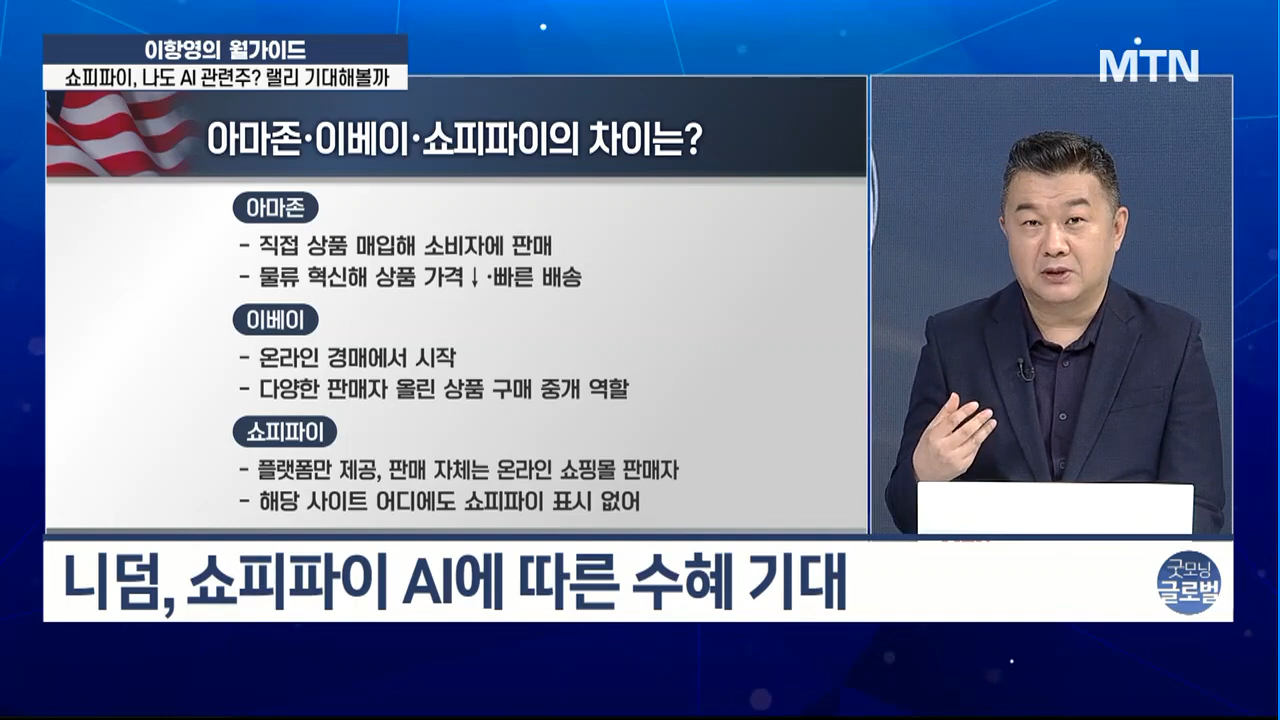 이항영의 월가이드
쇼피파이, 나도 AI 관련주? 랠리 기대해볼까
MTN
아마존·이베이·쇼피파이의 차이는?
아마존
- 직접 상품 매입해 소비자에 판매
- 물류 혁신해 상품 가격↓·빠른 배송
이베이
- 온라인 경매에서 시작
- 다양한 판매자 올린 상품 구매 중개 역할
쇼피파이
- 플랫폼만 제공, 판매 자체는 온라인 쇼핑몰 판매자
- 해당 사이트 어디에도 쇼피파이 표시 없어
니덤, 쇼피파이 AI에 따른 수혜 기대
굿모닝
글로벌